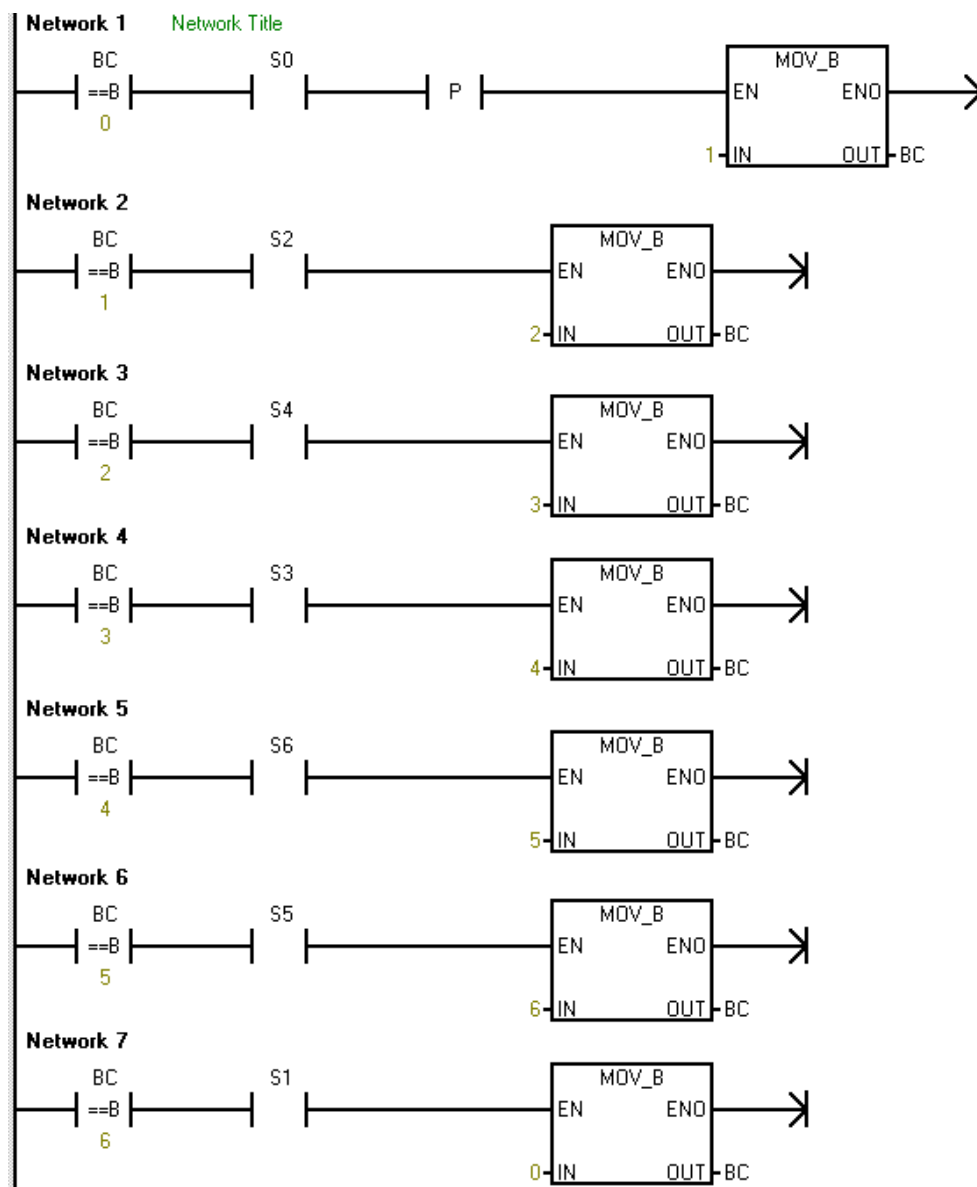 Network 1 Network Title
BC S0 MOV_B
==B P EN ENO
0
1 IN OUT BC
Network 2
BC S2 MOV_B
==B EN ENO
1
2 IN OUT BC
Network 3
BC S4 MOV_B
==B EN ENO
2
3 IN OUT BC
Network 4
BC S3 MOV_B
==B EN ENO
3
4 IN OUT BC
Network 5
BC S6 MOV_B
==B EN ENO
4
5 IN OUT BC
Network 6
BC S5 MOV_B
==B EN ENO
5
6 IN OUT BC
Network 7
BC S1 MOV_B
==B EN ENO
6
0 IN OUT BC